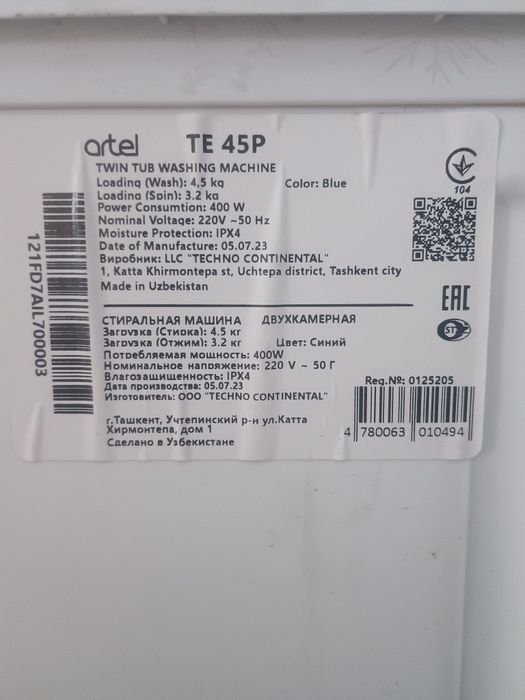 artel TE 45P
TWIN TUB WASHING MACHINE
Loading (Wash): 4,5 kg Color: Blue
Loading (Spin): 3.2 kg
Power Consumtion: 400 W
Nominal Voltage: 220V ~50 Hz
Moisture Protection: IPX4
Date of Manufacture: 05.07.23
Виробник: LLC "TECHNO CONTINENTAL"
1, Katta Khirmontepa st, Uchtepa district, Tashkent city
Made in Uzbekistan
104
EAC
ST
СТИРАЛЬНАЯ МАШИНА ДВУХКАМЕРНАЯ
Загрузка (Стирка): 4.5 кг
Загрузка (Отжим): 3.2 кг Цвет: Синий
Потребляемая мощность: 400W
Номинальное напряжение: 220 V ~ 50 Г
Влагозащищенность: IPX4
Дата производства: 05.07.23
Изготовитель: ООО "TECHNO CONTINENTAL"
г.Ташкент, Учтепинский р-н ул.Катта
Хирмонтепа, дом 1
Сделано в Узбекистане
Reg.№: 0125205
4 780063 010494
121FD7AIL700003